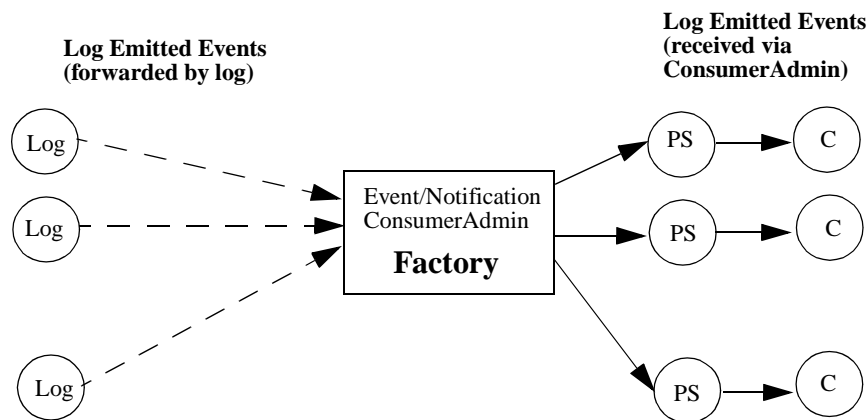 Log Emitted Events
(forwarded by log)
Log Emitted Events
(received via
ConsumerAdmin)
Log
PS
C
Event/Notification
ConsumerAdmin
Factory
Log
PS
C
Log
PS
C